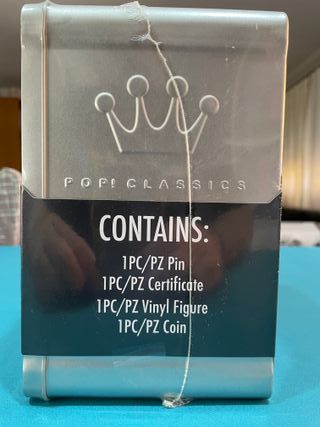 POP! CLASSICS
CONTAINS:
1PC/PZ Pin
1PC/PZ Certificate
1PC/PZ Vinyl Figure
1PC/PZ Coin